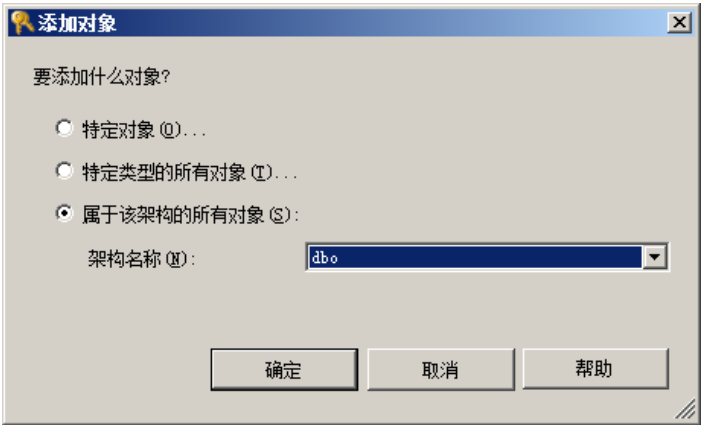 添加对象
要添加什么对象?
特定对象(O)...
特定类型的所有对象(T)...
属于该架构的所有对象(S):
架构名称(N): dbo
确定 取消 帮助